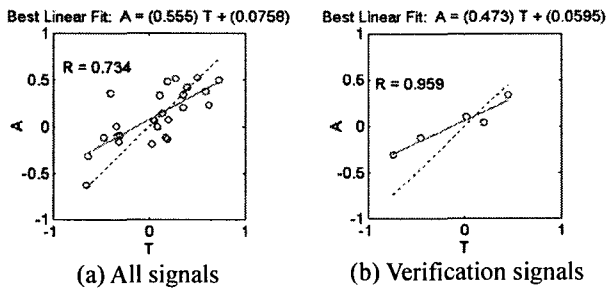 Best Linear Fit: A = (0.555) T + (0.0758)
R = 0.734
A
1
0.5
0
-0.5
-1
-1
0
1
T
(a) All signals
Best Linear Fit: A = (0.473) T + (0.0595)
R = 0.959
A
1
0.5
0
-0.5
-1
-1
0
1
T
(b) Verification signals